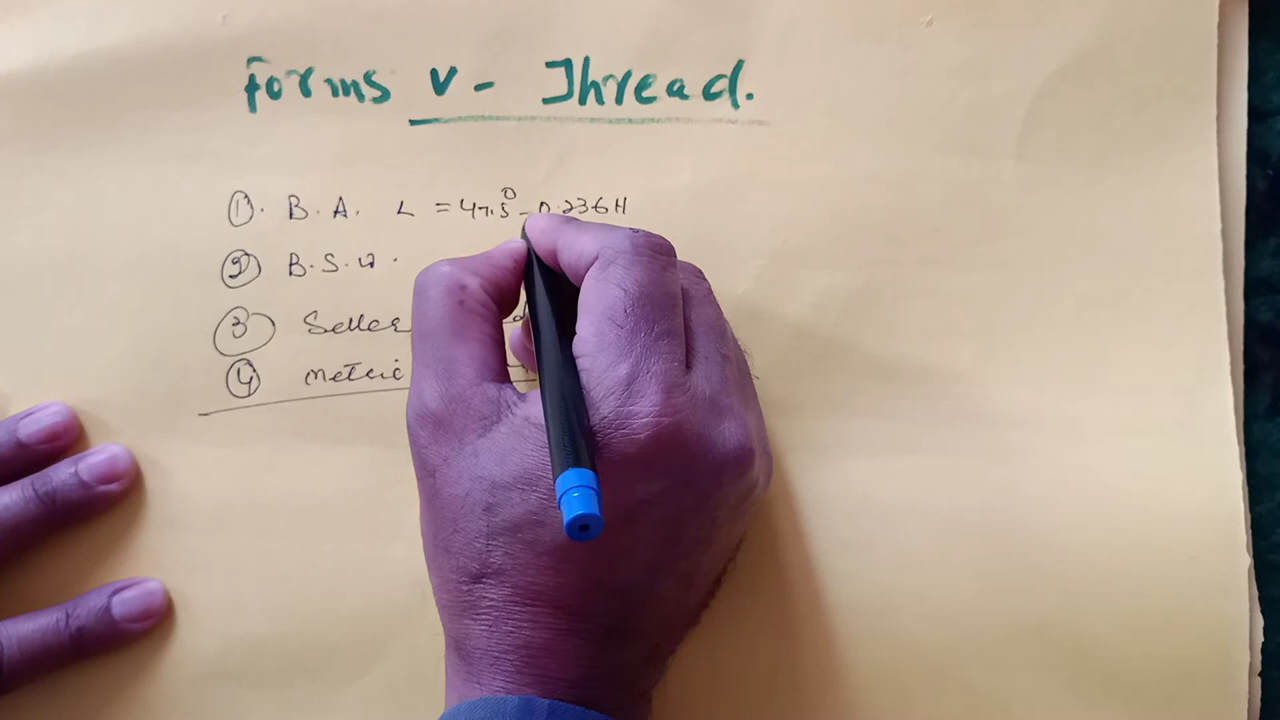 Forms V - Thread.
①. B.A. L = 47.5° - 0.236H
② B.S.W.
③ Seller
④ Metric